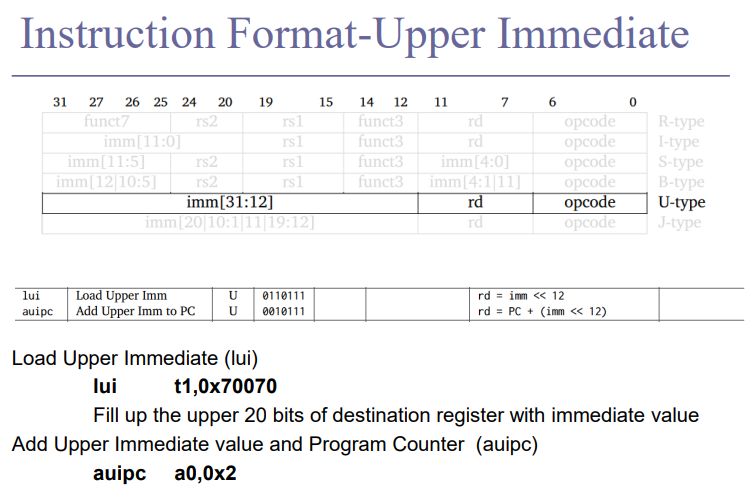 Instruction Format-Upper Immediate
31 27 26 25 24 20 19 15 14 12 11 7 6 0
funct7 rs2 rs1 funct3 rd opcode R-type
imm[11:0] rs1 funct3 rd opcode I-type
imm[11:5] rs2 rs1 funct3 imm[4:0] opcode S-type
imm[12|10:5] rs2 rs1 funct3 imm[4:1|11] opcode B-type
imm[31:12] rd opcode U-type
imm[20|10:1|11|19:12] rd opcode J-type
lui Load Upper Imm U 0110111 rd = imm << 12
auipc Add Upper Imm to PC U 0010111 rd = PC + (imm << 12)
Load Upper Immediate (lui)
lui t1,0x70070
Fill up the upper 20 bits of destination register with immediate value
Add Upper Immediate value and Program Counter (auipc)
auipc a0,0x2